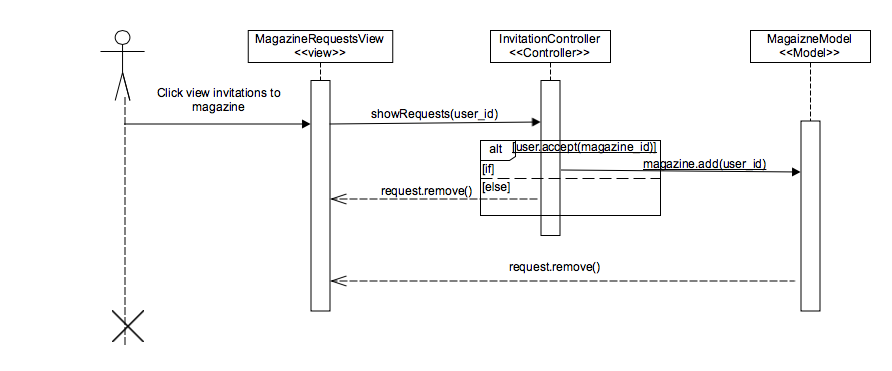 MagazineRequestsView
<<view>>
InvitationController
<<Controller>>
MagaizneModel
<<Model>>
Click view invitations to
magazine
showRequests(user_id)
alt
[user.accept(magazine_id)]
[if]
magazine.add(user_id)
request.remove()
[else]
request.remove()